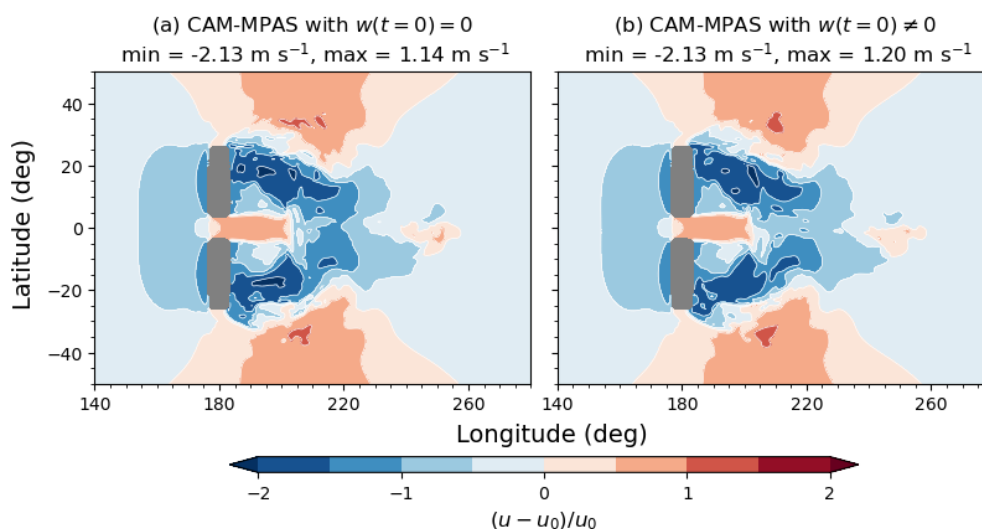 (a) CAM-MPAS with w(t = 0) = 0
min = -2.13 m s⁻¹, max = 1.14 m s⁻¹
(b) CAM-MPAS with w(t = 0) ≠ 0
min = -2.13 m s⁻¹, max = 1.20 m s⁻¹
Latitude (deg)
40
20
0
−20
−40
140 180 220 260
140 180 220 260
Longitude (deg)
−2 −1 0 1 2
(u − u₀)/u₀